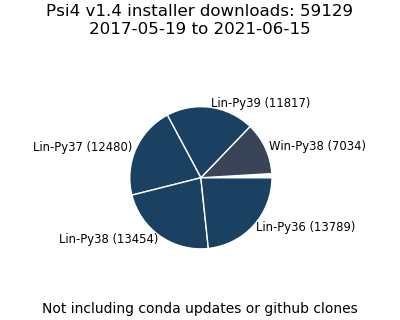 Psi4 v1.4 installer downloads: 59129
2017-05-19 to 2021-06-15
Lin-Py39 (11817)
Win-Py38 (7034)
Lin-Py37 (12480)
Lin-Py36 (13789)
Lin-Py38 (13454)
Not including conda updates or github clones